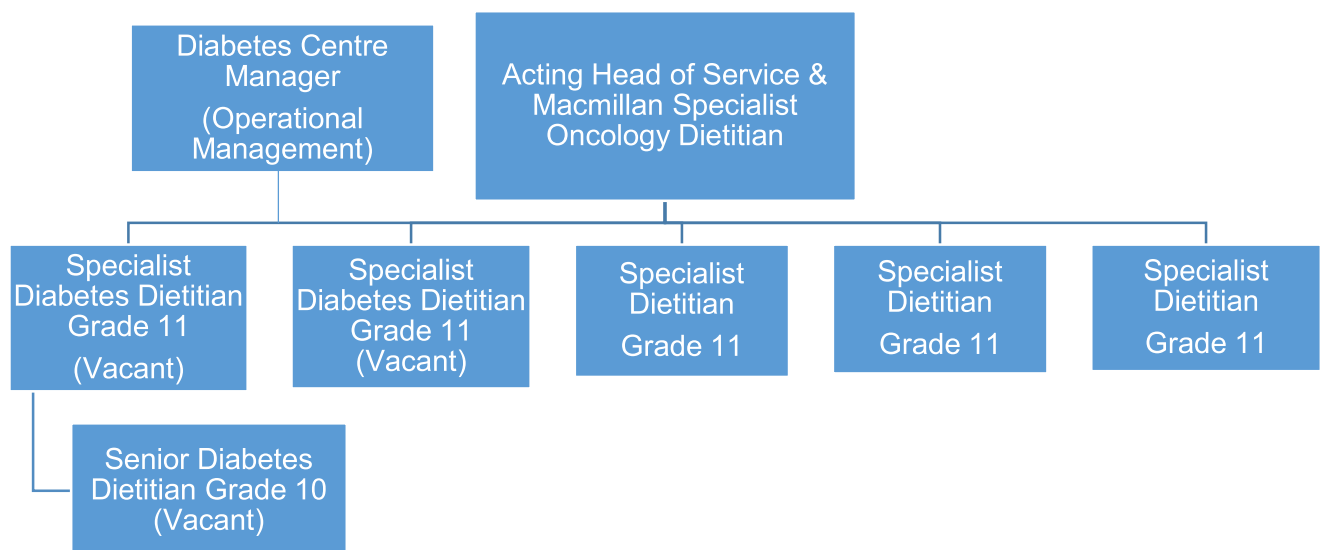 Diabetes Centre
Manager
(Operational
Management)
Acting Head of Service &
Macmillan Specialist
Oncology Dietitian
Specialist
Diabetes Dietitian
Grade 11
(Vacant)
Specialist
Diabetes Dietitian
Grade 11
(Vacant)
Specialist
Dietitian
Grade 11
Specialist
Dietitian
Grade 11
Specialist
Dietitian
Grade 11
Senior Diabetes
Dietitian Grade 10
(Vacant)